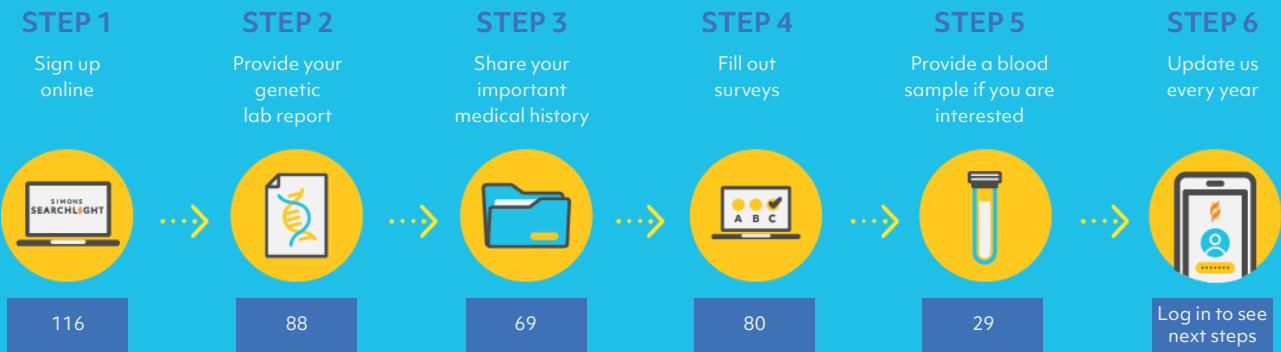 STEP 1
Sign up
online
SIMONS
SEARCHLIGHT
116
STEP 2
Provide your
genetic
lab report
88
STEP 3
Share your
important
medical history
69
STEP 4
Fill out
surveys
A B C
80
STEP 5
Provide a blood
sample if you are
interested
29
STEP 6
Update us
every year
Log in to see
next steps